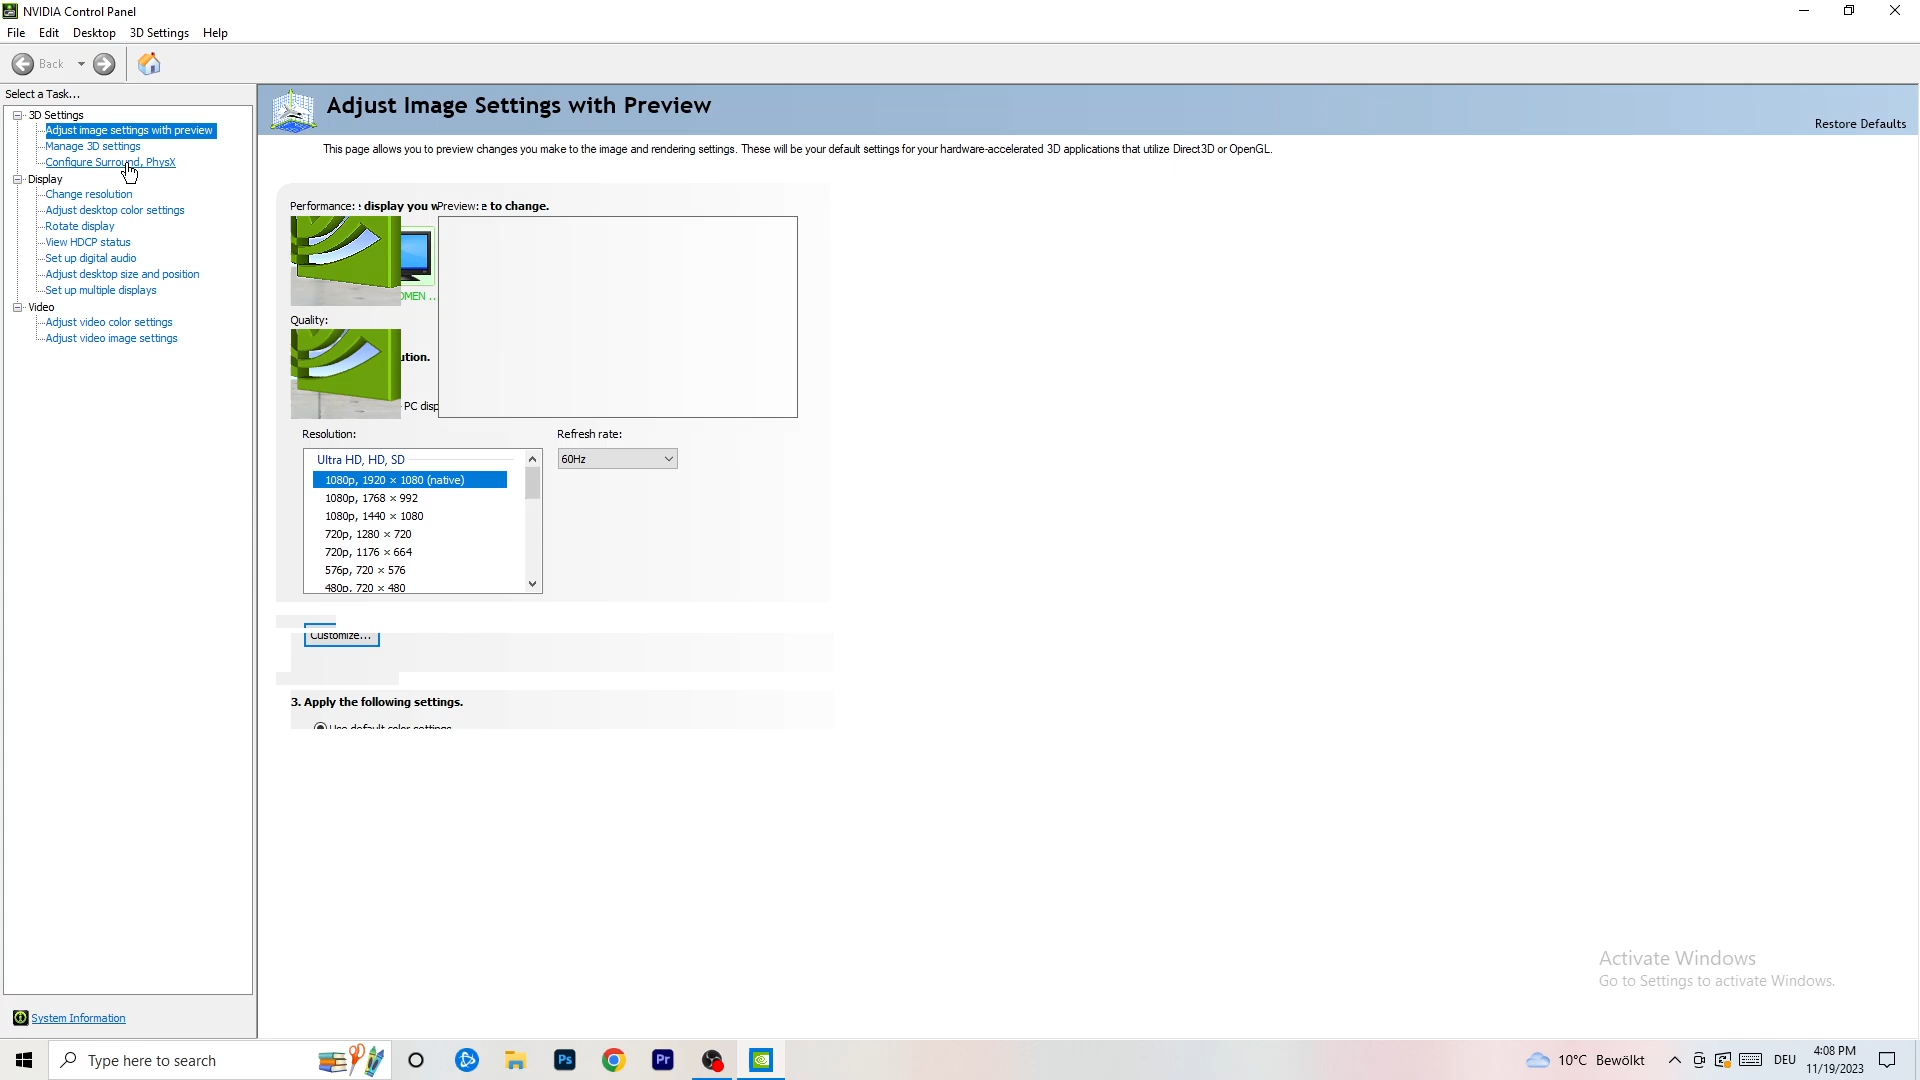 NVIDIA Control Panel
File Edit Desktop 3D Settings Help
Back
Select a Task...
3D Settings
Adjust image settings with preview
Manage 3D settings
Configure Surround, PhysX
Display
Change resolution
Adjust desktop color settings
Rotate display
View HDCP status
Set up digital audio
Adjust desktop size and position
Set up multiple displays
Video
Adjust video color settings
Adjust video image settings
System Information
Adjust Image Settings with Preview
Restore Defaults
This page allows you to preview changes you make to the image and rendering settings. These will be your default settings for your hardware-accelerated 3D applications that utilize Direct3D or OpenGL.
Performance: display you Preview: e to change.
OMEN ...
Quality:
ution.
PC disp
Resolution: Refresh rate:
Ultra HD, HD, SD 60Hz
1080p, 1920 × 1080 (native)
1080p, 1768 × 992
1080p, 1440 × 1080
720p, 1280 × 720
720p, 1176 × 664
576p, 720 × 576
480p, 720 × 480
Customize...
3. Apply the following settings.
Use default color settings
Activate Windows
Go to Settings to activate Windows.
Type here to search
Ps
Pr
10°C Bewölkt
DEU
4:08 PM
11/19/2023